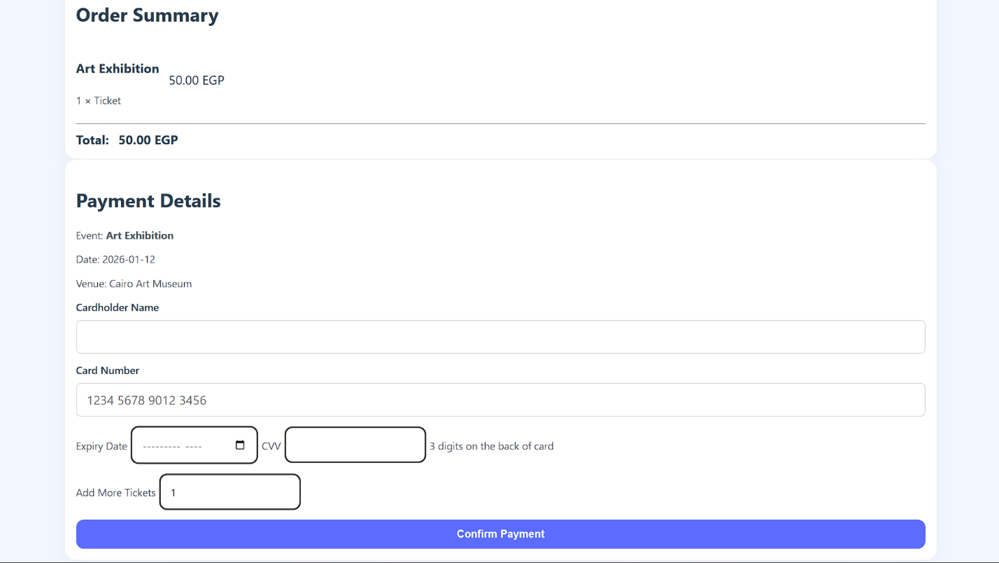 Order Summary
Art Exhibition
50.00 EGP
1 × Ticket
Total: 50.00 EGP
Payment Details
Event: Art Exhibition
Date: 2026-01-12
Venue: Cairo Art Museum
Cardholder Name
Card Number
1234 5678 9012 3456
Expiry Date --------- ---- CVV 3 digits on the back of card
Add More Tickets 1
Confirm Payment